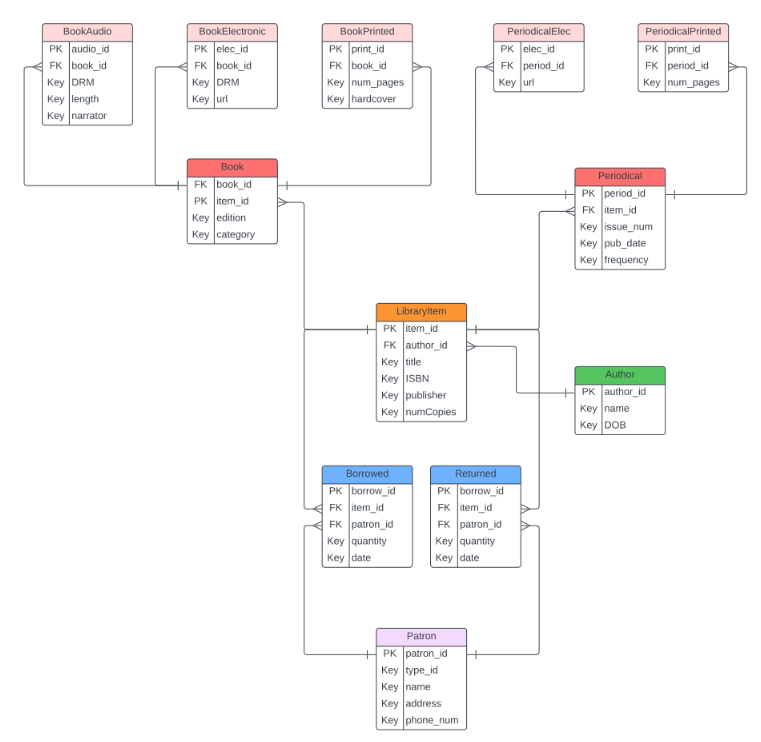 BookAudio
PK audio_id
FK book_id
Key DRM
Key length
Key narrator
BookElectronic
PK elec_id
FK book_id
Key DRM
Key url
BookPrinted
PK print_id
FK book_id
Key num_pages
Key hardcover
PeriodicalElec
PK elec_id
FK period_id
Key url
PeriodicalPrinted
PK print_id
FK period_id
Key num_pages
Book
FK book_id
PK item_id
Key edition
Key category
Periodical
PK period_id
FK item_id
Key issue_num
Key pub_date
Key frequency
LibraryItem
PK item_id
FK author_id
Key title
Key ISBN
Key publisher
Key numCopies
Author
PK author_id
Key name
Key DOB
Borrowed
PK borrow_id
FK item_id
FK patron_id
Key quantity
Key date
Returned
PK borrow_id
FK item_id
FK patron_id
Key quantity
Key date
Patron
PK patron_id
Key type_id
Key name
Key address
Key phone_num